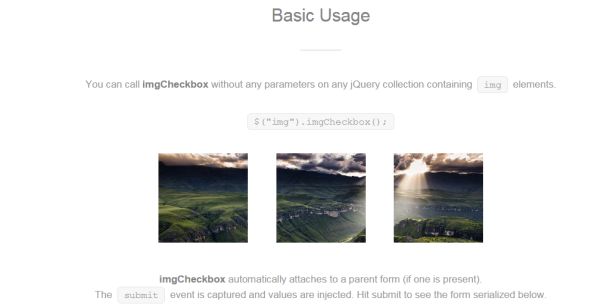 Basic Usage
You can call imgCheckbox without any parameters on any jQuery collection containing img elements.
$("img").imgCheckbox();
imgCheckbox automatically attaches to a parent form (if one is present).
The submit event is captured and values are injected. Hit submit to see the form serialized below.